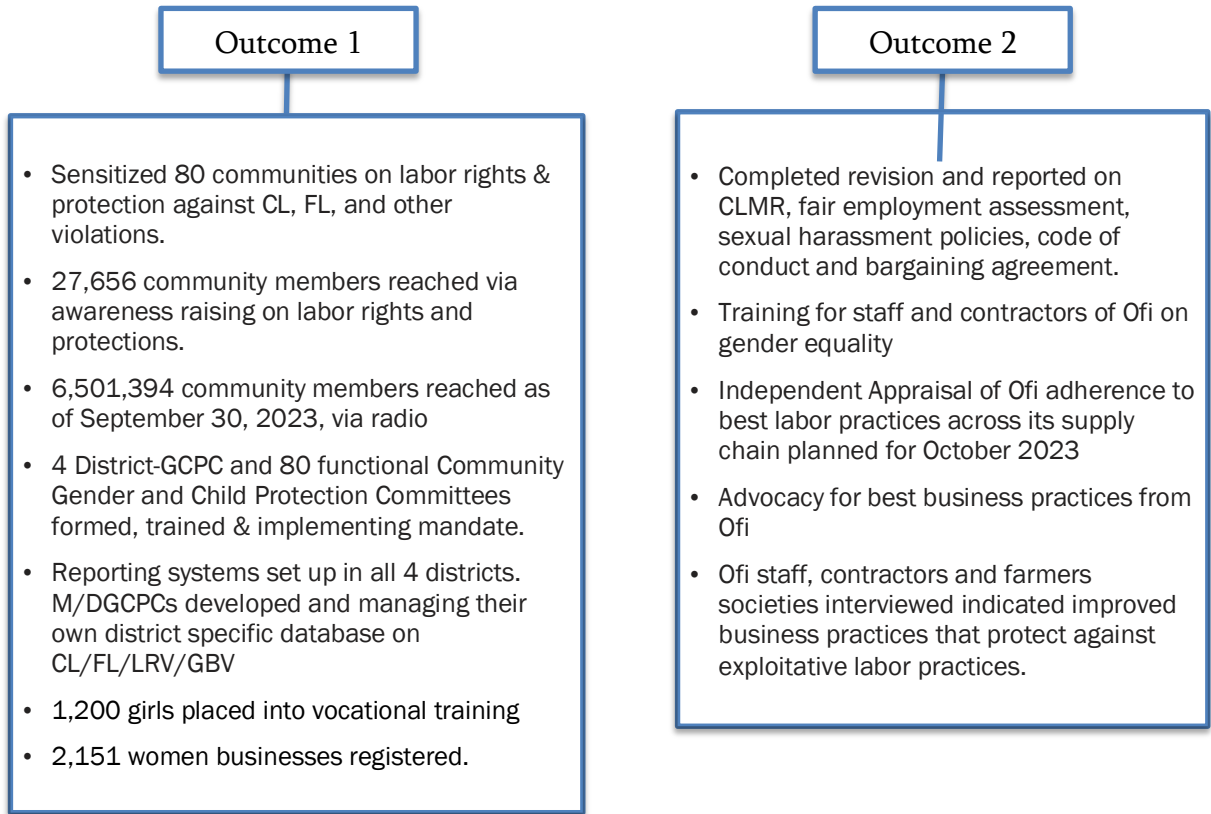 Outcome 1
• Sensitized 80 communities on labor rights &
protection against CL, FL, and other
violations.
• 27,656 community members reached via
awareness raising on labor rights and
protections.
• 6,501,394 community members reached as
of September 30, 2023, via radio
• 4 District-GCPC and 80 functional Community
Gender and Child Protection Committees
formed, trained & implementing mandate.
• Reporting systems set up in all 4 districts.
M/DGCPCs developed and managing their
own district specific database on
CL/FL/LRV/GBV
• 1,200 girls placed into vocational training
• 2,151 women businesses registered.
Outcome 2
• Completed revision and reported on
CLMR, fair employment assessment,
sexual harassment policies, code of
conduct and bargaining agreement.
• Training for staff and contractors of Ofi on
gender equality
• Independent Appraisal of Ofi adherence to
best labor practices across its supply
chain planned for October 2023
• Advocacy for best business practices from
Ofi
• Ofi staff, contractors and farmers
societies interviewed indicated improved
business practices that protect against
exploitative labor practices.